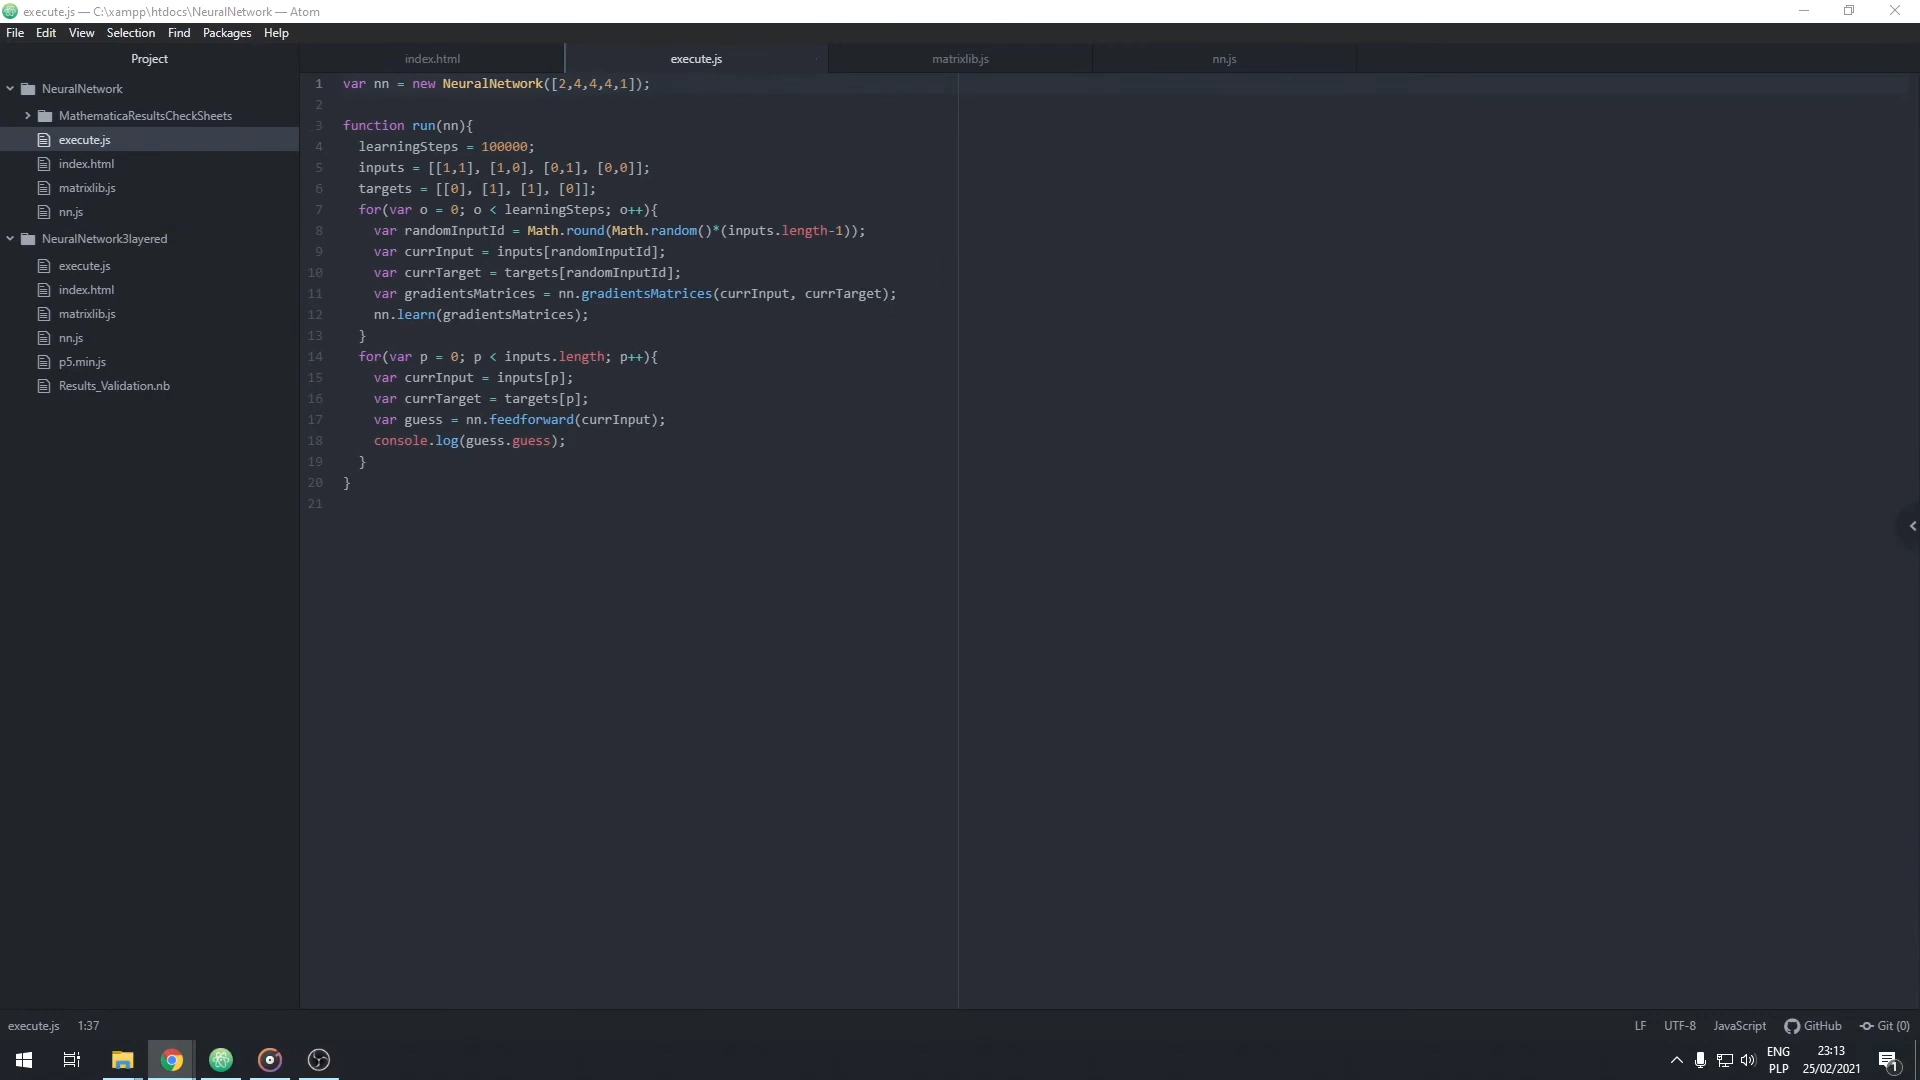 execute.js — C:\xampp\htdocs\NeuralNetwork — Atom
File Edit View Selection Find Packages Help
Project
index.html
execute.js
matrixlib.js
nn.js
NeuralNetwork
MathematicaResultsCheckSheets
execute.js
index.html
matrixlib.js
nn.js
NeuralNetwork3layered
execute.js
index.html
matrixlib.js
nn.js
p5.min.js
Results_Validation.nb
1 var nn = new NeuralNetwork([2,4,4,4,1]);
2
3 function run(nn){
4 learningSteps = 100000;
5 inputs = [[1,1], [1,0], [0,1], [0,0]];
6 targets = [[0], [1], [1], [0]];
7 for(var o = 0; o < learningSteps; o++){
8 var randomInputId = Math.round(Math.random()*(inputs.length-1));
9 var currInput = inputs[randomInputId];
10 var currTarget = targets[randomInputId];
11 var gradientsMatrices = nn.gradientsMatrices(currInput, currTarget);
12 nn.learn(gradientsMatrices);
13 }
14 for(var p = 0; p < inputs.length; p++){
15 var currInput = inputs[p];
16 var currTarget = targets[p];
17 var guess = nn.feedforward(currInput);
18 console.log(guess.guess);
19 }
20 }
21
execute.js 1:37
LF UTF-8 JavaScript GitHub Git (0)
ENG
PLP
23:13
25/02/2021
1